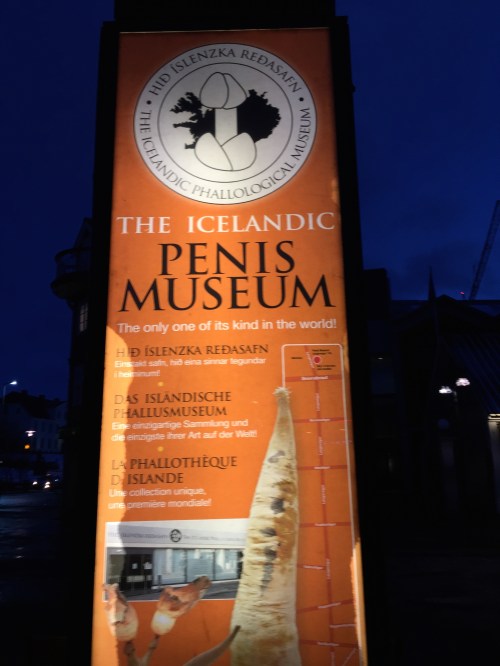 • HIÐ ÍSLENZKA REÐASAFN •
THE ICELANDIC PHALLOLOGICAL MUSEUM
THE ICELANDIC
PENIS
MUSEUM
The only one of its kind in the world!
HIÐ ÍSLENZKA REÐASAFN
Einstakt safn, hið eina sinnar tegundar
í heiminum!
DAS ISLÄNDISCHE
PHALLUSMUSEUM
Eine einzigartige Sammlung und
die einzigste ihrer Art auf der Welt!
LA PHALLOTHÈQUE
D'ISLANDE
Une collection unique,
une première mondiale!